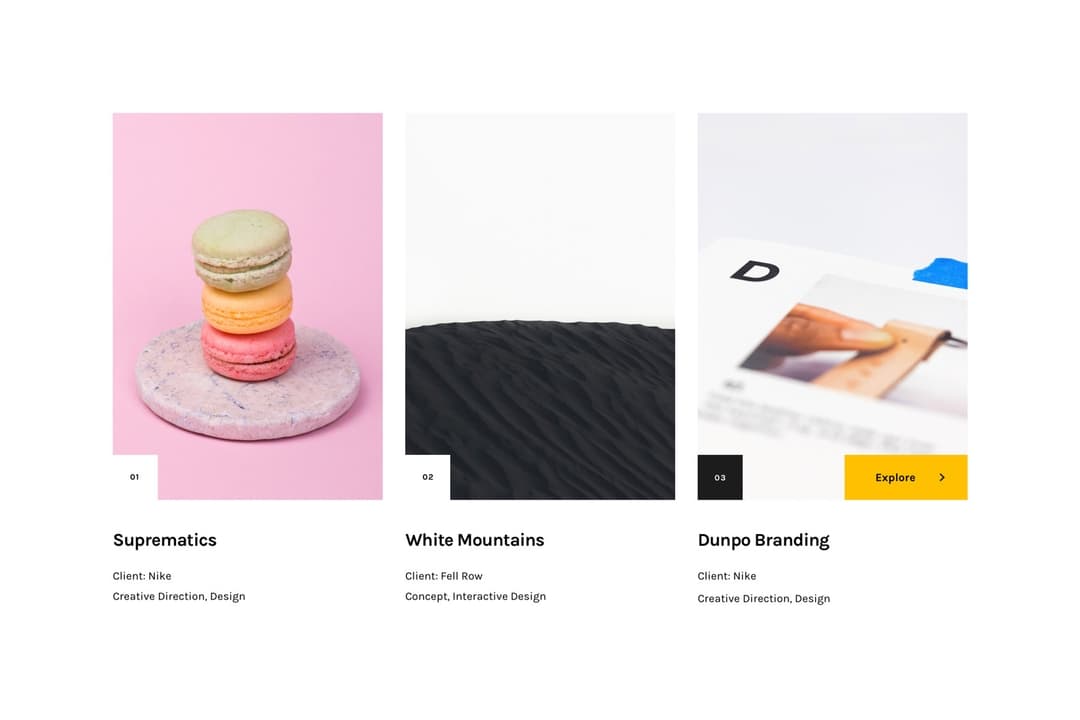 D
01
02
03
Explore
Suprematics
Client: Nike
Creative Direction, Design
White Mountains
Client: Fell Row
Concept, Interactive Design
Dunpo Branding
Client: Nike
Creative Direction, Design